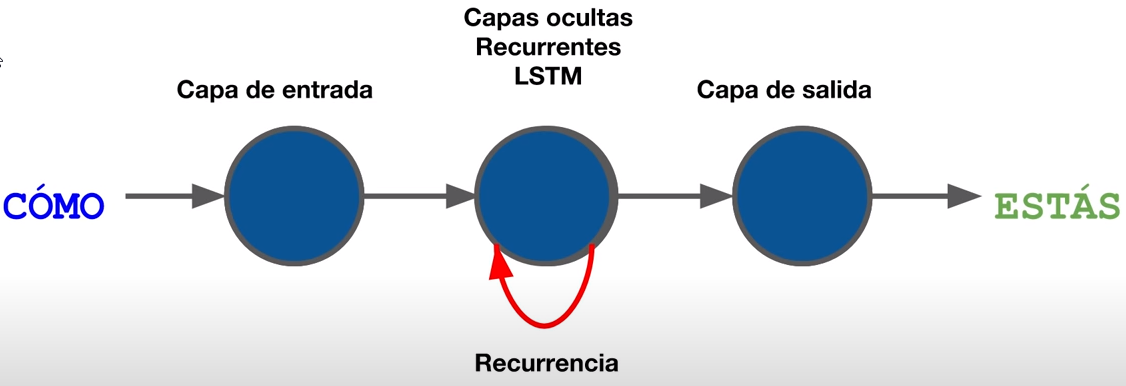 Capas ocultas
Recurrentes
LSTM
Capa de entrada
Capa de salida
CÓMO
ESTÁS
Recurrencia